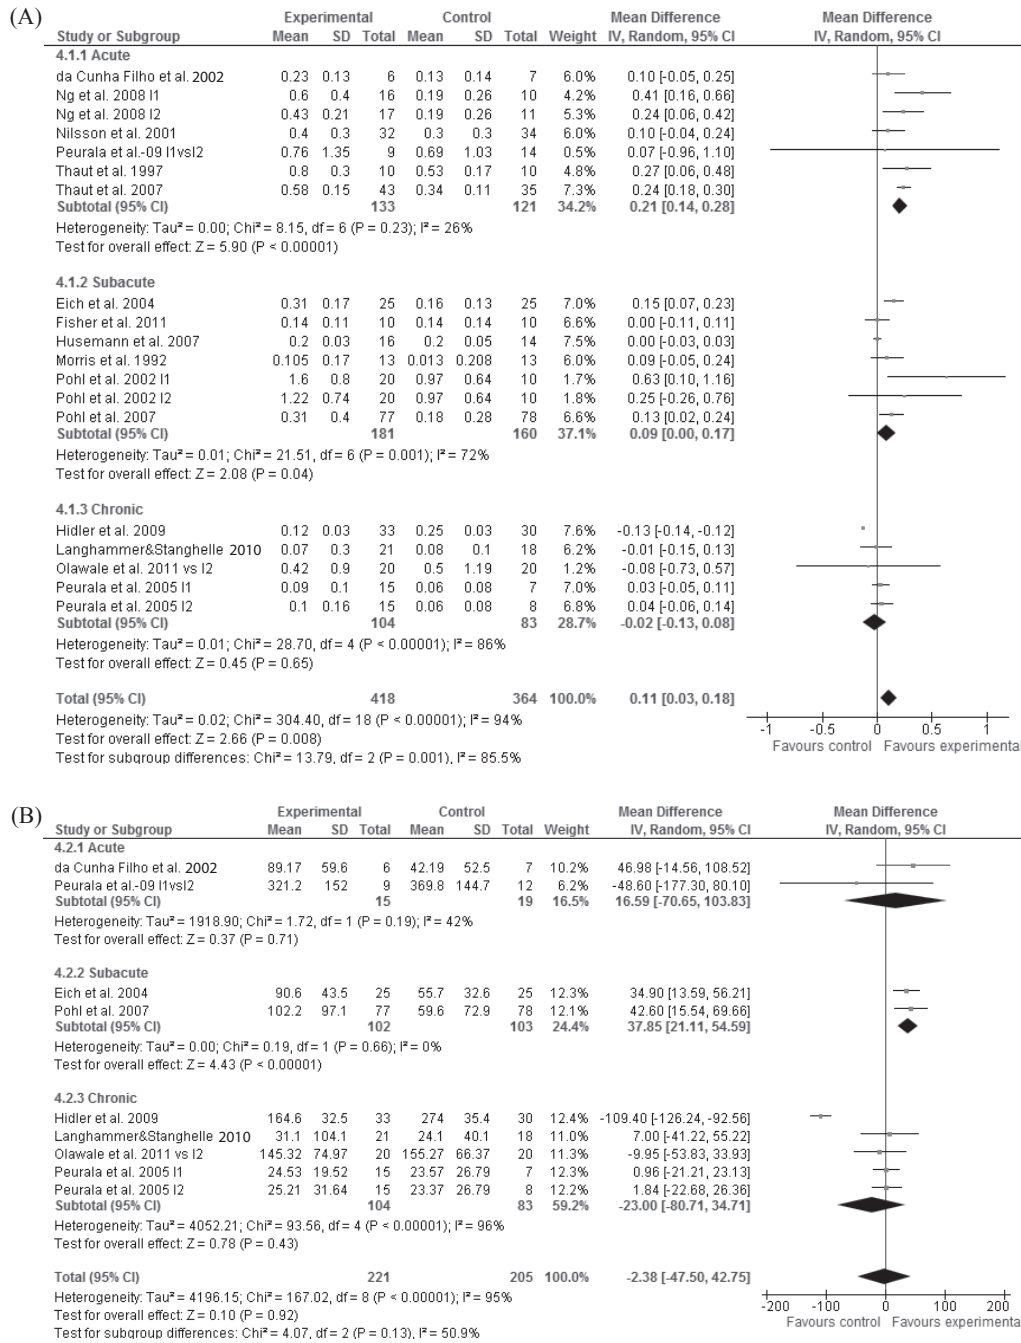 (A)
Experimental Control Mean Difference Mean Difference
Study or Subgroup Mean SD Total Mean SD Total Weight IV, Random, 95% CI IV, Random, 95% CI
4.1.1 Acute
da Cunha Filho et al. 2002 0.23 0.13 6 0.13 0.14 7 6.0% 0.10 [-0.05, 0.25]
Ng et al. 2008 I1 0.6 0.4 16 0.19 0.26 10 4.2% 0.41 [0.16, 0.66]
Ng et al. 2008 I2 0.43 0.21 17 0.19 0.26 11 5.3% 0.24 [0.06, 0.42]
Nilsson et al. 2001 0.4 0.3 32 0.3 0.3 34 6.0% 0.10 [-0.04, 0.24]
Peurala et al.-09 I1vsI2 0.76 1.35 9 0.69 1.03 14 0.5% 0.07 [-0.96, 1.10]
Thaut et al. 1997 0.8 0.3 10 0.53 0.17 10 4.8% 0.27 [0.06, 0.48]
Thaut et al. 2007 0.58 0.15 43 0.34 0.11 35 7.3% 0.24 [0.18, 0.30]
Subtotal (95% CI) 133 121 34.2% 0.21 [0.14, 0.28]
Heterogeneity: Tau² = 0.00; Chi² = 8.15, df = 6 (P = 0.23); I² = 26%
Test for overall effect: Z = 5.90 (P < 0.00001)
4.1.2 Subacute
Eich et al. 2004 0.31 0.17 25 0.16 0.13 25 7.0% 0.15 [0.07, 0.23]
Fisher et al. 2011 0.14 0.11 10 0.14 0.14 10 6.6% 0.00 [-0.11, 0.11]
Husemann et al. 2007 0.2 0.03 16 0.2 0.05 14 7.5% 0.00 [-0.03, 0.03]
Morris et al. 1992 0.105 0.17 13 0.013 0.208 13 6.0% 0.09 [-0.05, 0.24]
Pohl et al. 2002 I1 1.6 0.8 20 0.97 0.64 10 1.7% 0.63 [0.10, 1.16]
Pohl et al. 2002 I2 1.22 0.74 20 0.97 0.64 10 1.8% 0.25 [-0.26, 0.76]
Pohl et al. 2007 0.31 0.4 77 0.18 0.28 78 6.6% 0.13 [0.02, 0.24]
Subtotal (95% CI) 181 160 37.1% 0.09 [0.00, 0.17]
Heterogeneity: Tau² = 0.01; Chi² = 21.51, df = 6 (P = 0.001); I² = 72%
Test for overall effect: Z = 2.08 (P = 0.04)
4.1.3 Chronic
Hidler et al. 2009 0.12 0.03 33 0.25 0.03 30 7.6% -0.13 [-0.14, -0.12]
Langhammer&Stanghelle 2010 0.07 0.3 21 0.08 0.1 18 6.2% -0.01 [-0.15, 0.13]
Olawale et al. 2011 vs I2 0.42 0.9 20 0.5 1.19 20 1.2% -0.08 [-0.73, 0.57]
Peurala et al. 2005 I1 0.09 0.1 15 0.06 0.08 7 7.0% 0.03 [-0.05, 0.11]
Peurala et al. 2005 I2 0.1 0.16 15 0.06 0.08 8 6.8% 0.04 [-0.06, 0.14]
Subtotal (95% CI) 104 83 28.7% -0.02 [-0.13, 0.08]
Heterogeneity: Tau² = 0.01; Chi² = 28.70, df = 4 (P < 0.00001); I² = 86%
Test for overall effect: Z = 0.45 (P = 0.65)
Total (95% CI) 418 364 100.0% 0.11 [0.03, 0.18]
Heterogeneity: Tau² = 0.02; Chi² = 304.40, df = 18 (P < 0.00001); I² = 94%
Test for overall effect: Z = 2.66 (P = 0.008)
Test for subgroup differences: Chi² = 13.79, df = 2 (P = 0.001), I² = 85.5%
-1 -0.5 0 0.5 1
Favours control Favours experimental
(B)
Experimental Control Mean Difference Mean Difference
Study or Subgroup Mean SD Total Mean SD Total Weight IV, Random, 95% CI IV, Random, 95% CI
4.2.1 Acute
da Cunha Filho et al. 2002 89.17 59.6 6 42.19 52.5 7 10.2% 46.98 [-14.56, 108.52]
Peurala et al.-09 I1vsI2 321.2 152 9 369.8 144.7 12 6.2% -48.60 [-177.30, 80.10]
Subtotal (95% CI) 15 19 16.5% 16.59 [-70.65, 103.83]
Heterogeneity: Tau² = 1918.90; Chi² = 1.72, df = 1 (P = 0.19); I² = 42%
Test for overall effect: Z = 0.37 (P = 0.71)
4.2.2 Subacute
Eich et al. 2004 90.6 43.5 25 55.7 32.6 25 12.3% 34.90 [13.59, 56.21]
Pohl et al. 2007 102.2 97.1 77 59.6 72.9 78 12.1% 42.60 [15.54, 69.66]
Subtotal (95% CI) 102 103 24.4% 37.85 [21.11, 54.59]
Heterogeneity: Tau² = 0.00; Chi² = 0.19, df = 1 (P = 0.66); I² = 0%
Test for overall effect: Z = 4.43 (P < 0.00001)
4.2.3 Chronic
Hidler et al. 2009 164.6 32.5 33 274 35.4 30 12.4% -109.40 [-126.24, -92.56]
Langhammer&Stanghelle 2010 31.1 104.1 21 24.1 40.1 18 11.0% 7.00 [-41.22, 55.22]
Olawale et al. 2011 vs I2 145.32 74.97 20 155.27 66.37 20 11.3% -9.95 [-53.83, 33.93]
Peurala et al. 2005 I1 24.53 19.52 15 23.57 26.79 7 12.3% 0.96 [-21.21, 23.13]
Peurala et al. 2005 I2 25.21 31.64 15 23.37 26.79 8 12.2% 1.84 [-22.68, 26.36]
Subtotal (95% CI) 104 83 59.2% -23.00 [-80.71, 34.71]
Heterogeneity: Tau² = 4052.21; Chi² = 93.56, df = 4 (P < 0.00001); I² = 96%
Test for overall effect: Z = 0.78 (P = 0.43)
Total (95% CI) 221 205 100.0% -2.38 [-47.50, 42.75]
Heterogeneity: Tau² = 4196.15; Chi² = 167.02, df = 8 (P < 0.00001); I² = 95%
Test for overall effect: Z = 0.10 (P = 0.92)
Test for subgroup differences: Chi² = 4.07, df = 2 (P = 0.13), I² = 50.9%
-200 -100 0 100 200
Favours control Favours experimental